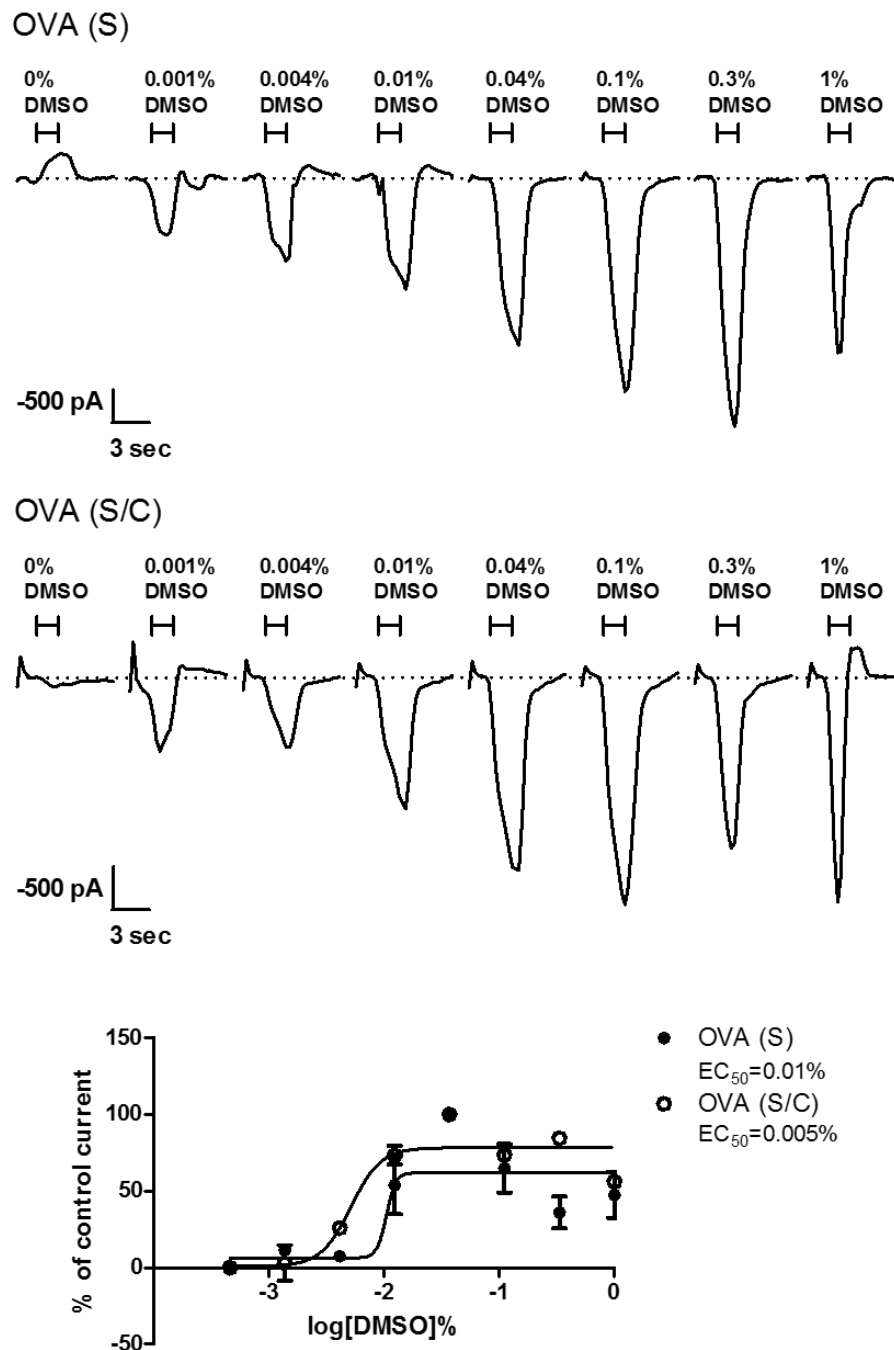 OVA (S)
0% 0.001% 0.004% 0.01% 0.04% 0.1% 0.3% 1%
DMSO DMSO DMSO DMSO DMSO DMSO DMSO DMSO
-500 pA
3 sec
OVA (S/C)
0% 0.001% 0.004% 0.01% 0.04% 0.1% 0.3% 1%
DMSO DMSO DMSO DMSO DMSO DMSO DMSO DMSO
-500 pA
3 sec
% of control current
150
100
50
0
-50
-3 -2 -1 0
log[DMSO]%
OVA (S)
EC₅₀=0.01%
OVA (S/C)
EC₅₀=0.005%